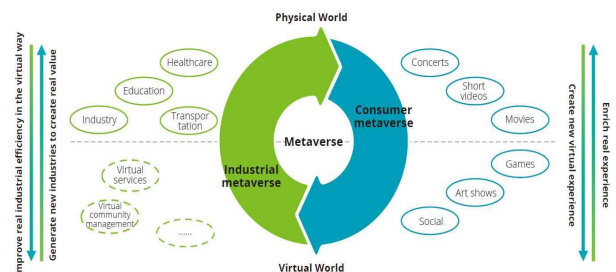 Physical World
Healthcare
Education
Industry
Transpor
tation
Virtual
services
Virtual
community
management
......
Industrial
metaverse
Metaverse
Consumer
metaverse
Concerts
Short
videos
Movies
Games
Art shows
Social
Virtual World
mprove real industrial efficiency in the virtual way
Generate new industries to create real value
Create new virtual experience
Enrich real experience